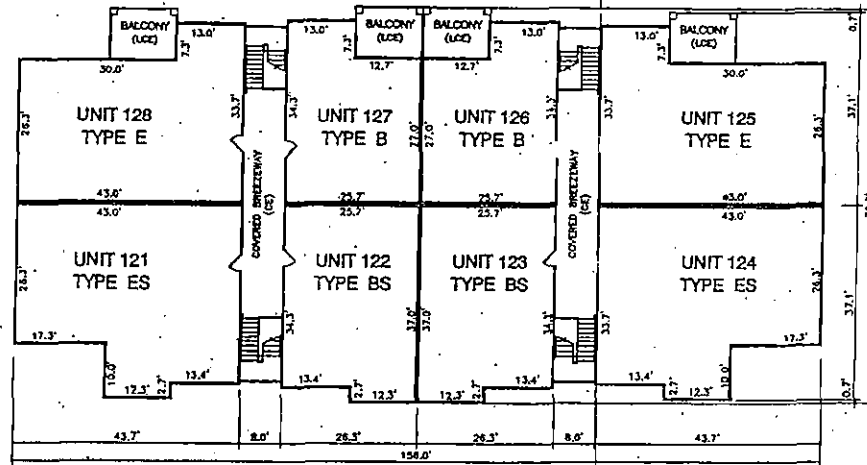 BALCONY
(LCE)
13.0'
7.3'
30.0'
26.3'
UNIT 128
TYPE E
33.7'
43.0'
13.0'
7.3'
BALCONY
(LCE)
12.7'
34.3'
UNIT 127
TYPE B
27.0'
25.7'
BALCONY
(LCE)
13.0'
7.3'
12.7'
27.0'
UNIT 126
TYPE B
25.7'
13.0'
7.3'
BALCONY
(LCE)
30.0'
33.7'
UNIT 125
TYPE E
26.3'
43.0'
0.7'
37.1'
COVERED BREEZEWAY
(CE)
COVERED BREEZEWAY
(CE)
43.0'
UNIT 121
TYPE ES
26.3'
17.3'
10.0'
12.3'
2.7'
13.4'
25.7'
UNIT 122
TYPE BS
34.3'
37.0'
13.4'
2.7'
12.3'
25.7'
UNIT 123
TYPE BS
37.0'
34.3'
12.3'
2.7'
13.4'
43.0'
UNIT 124
TYPE ES
33.7'
26.3'
17.3'
13.4'
2.7'
12.3'
10.0'
37.1'
0.7'
43.7'
8.0'
26.3'
26.3'
8.0'
43.7'
156.0'